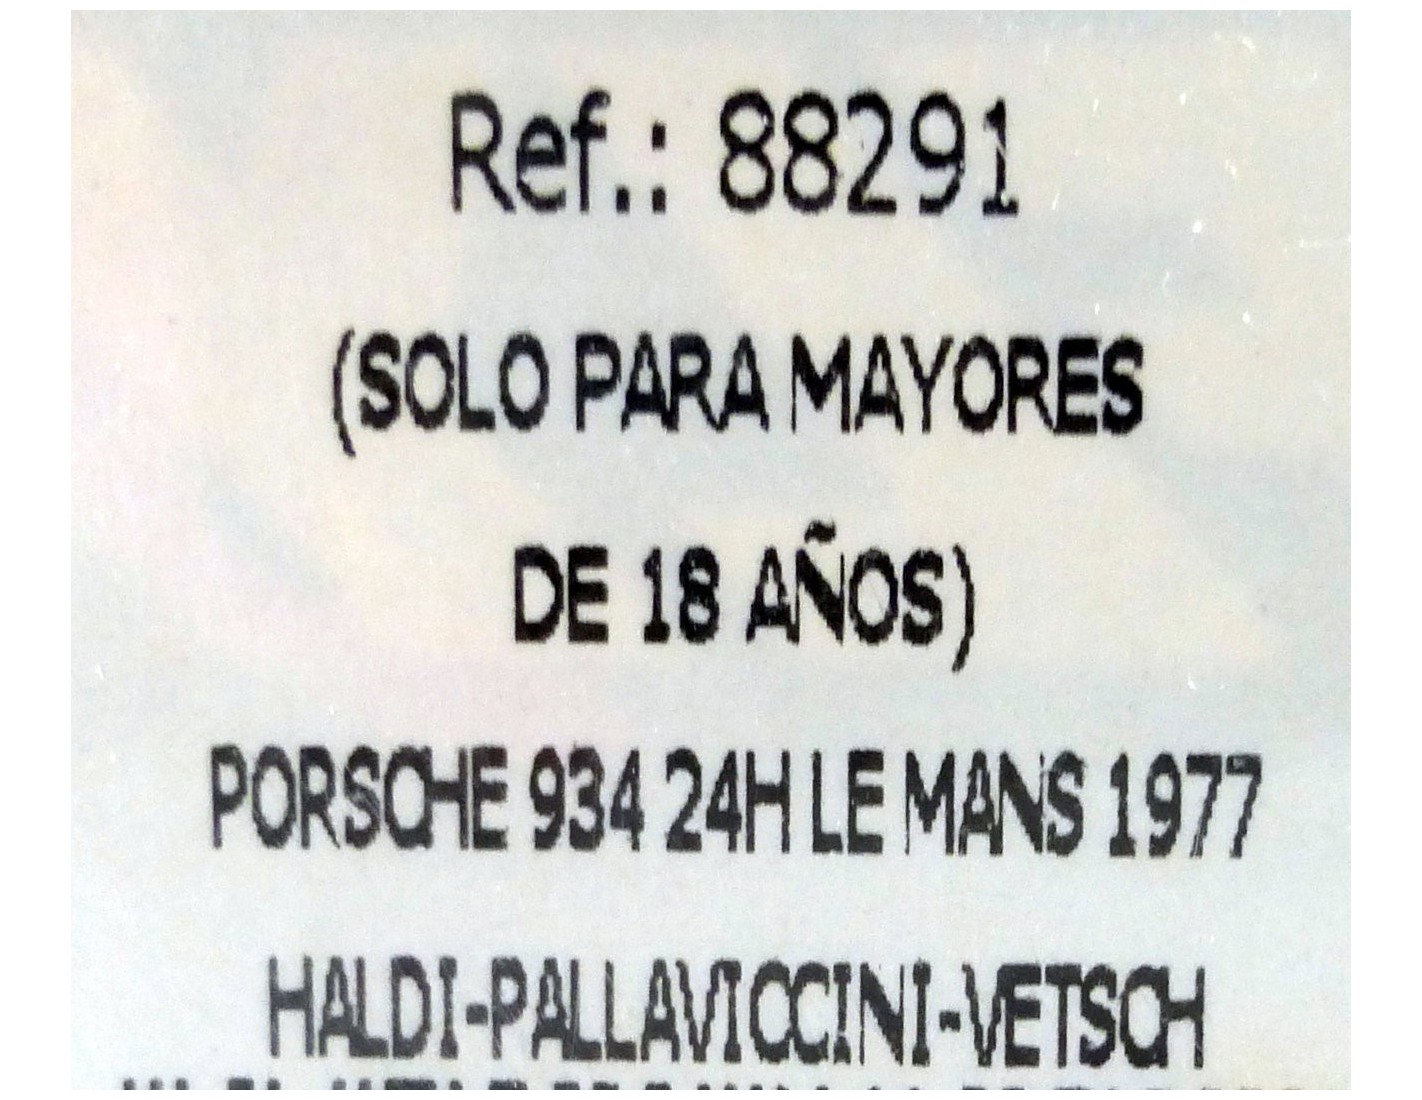 Ref.: 88291
(SOLO PARA MAYORES
DE 18 AÑOS)
PORSCHE 934 24H LE MANS 1977
HALDI-PALLAVICCINI-VETSCH